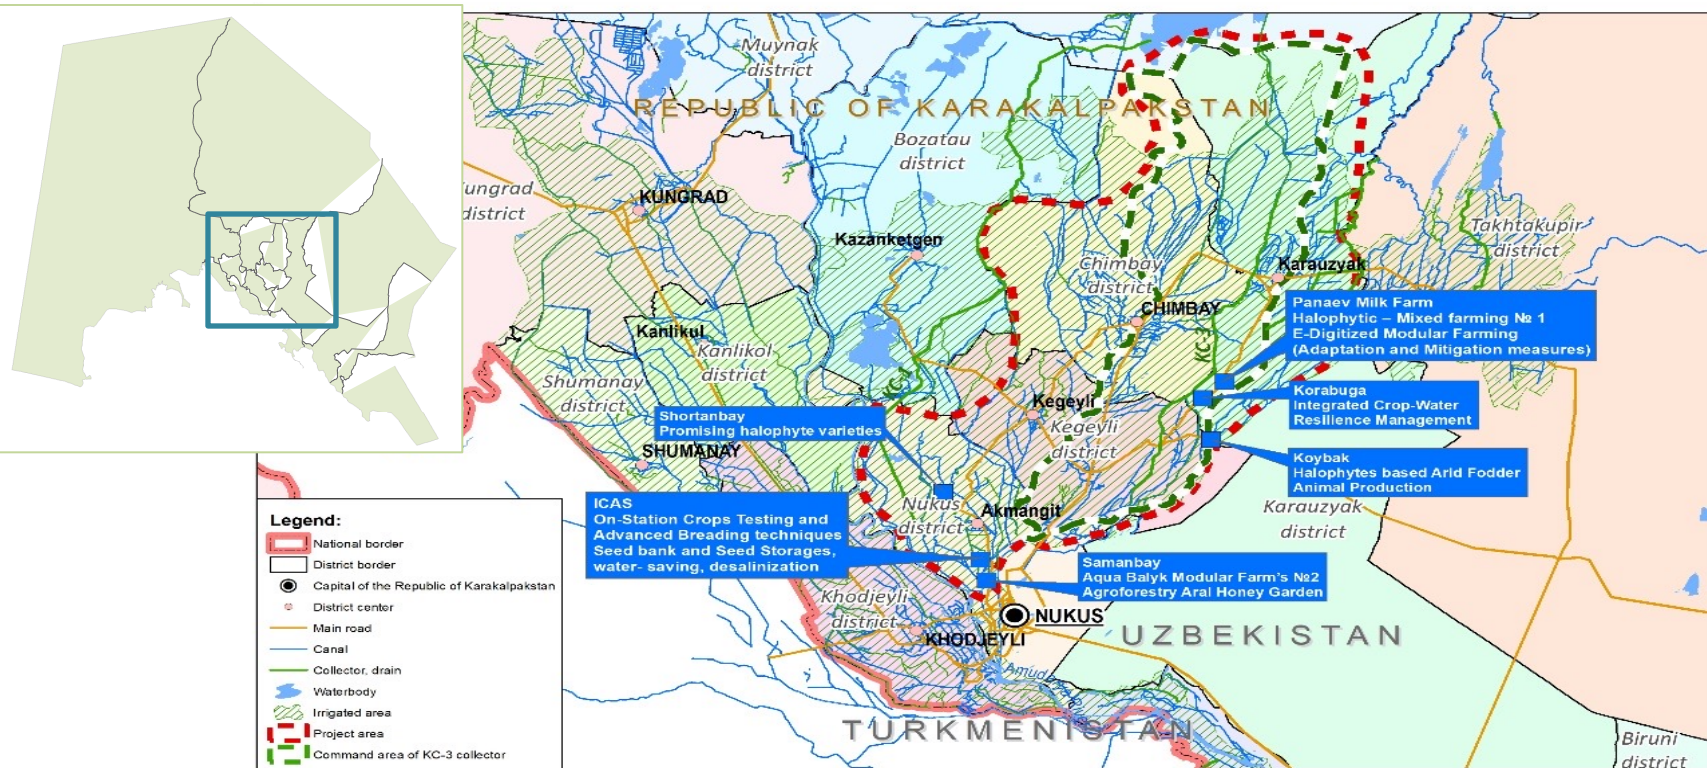 Muynak
district
REPUBLIC OF KARAKALPAKSTAN
Bozatau
district
KUNGRAD
ungrad
district
Kazanketgen
Takhtakupir
district
Chimbay
district
Karauzyak
CHIMBAY
Panaev Milk Farm
Halophytic – Mixed farming № 1
E-Digitized Modular Farming
(Adaptation and Mitigation measures)
Kanlikul
Kanlikol
district
KC-3
KC-1
Shumanay
district
Korabuga
Integrated Crop-Water
Resilience Management
Kegeyli
Kegeyli
district
Shortanbay
Promising halophyte varieties
SHUMANAY
Koybak
Halophytes based Arid Fodder
Animal Production
ICAS
On-Station Crops Testing and
Advanced Breading techniques
Seed bank and Seed Storages,
water- saving, desalinization
Nukus
district
Akmangit
Karauzyak
district
Samanbay
Aqua Balyk Modular Farm's №2
Agroforestry Aral Honey Garden
Khodjeyli
district
NUKUS
KHODJEYLI
UZBEKISTAN
TURKMENISTAN
Biruni
district
Legend:
National border
District border
Capital of the Republic of Karakalpakstan
District center
Main road
Canal
Collector, drain
Waterbody
Irrigated area
Project area
Command area of KC-3 collector